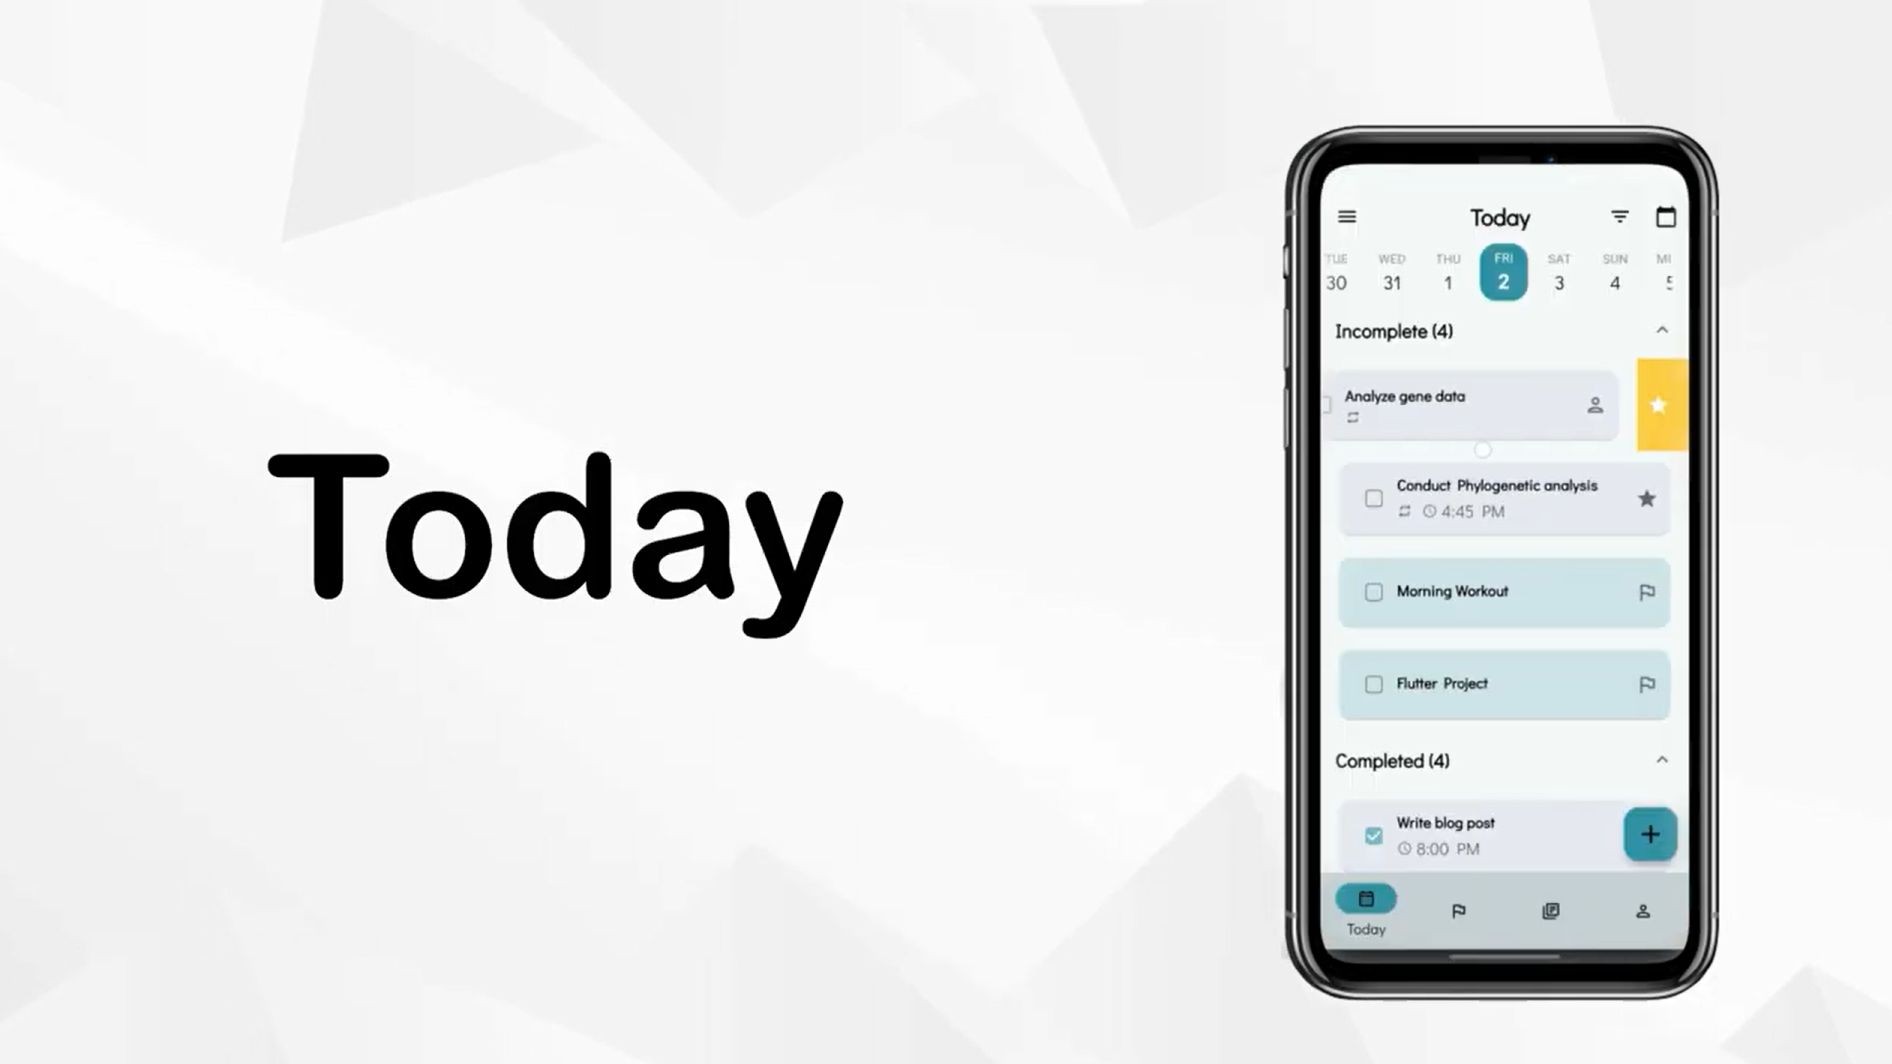 Today
Today
TUE WED THU FRI SAT SUN
30 31 1 2 3 4 5
Incomplete (4)
Analyze gene data
Conduct Phylogenetic analysis
4:45 PM
Morning Workout
Flutter Project
Completed (4)
Write blog post
8:00 PM
Today